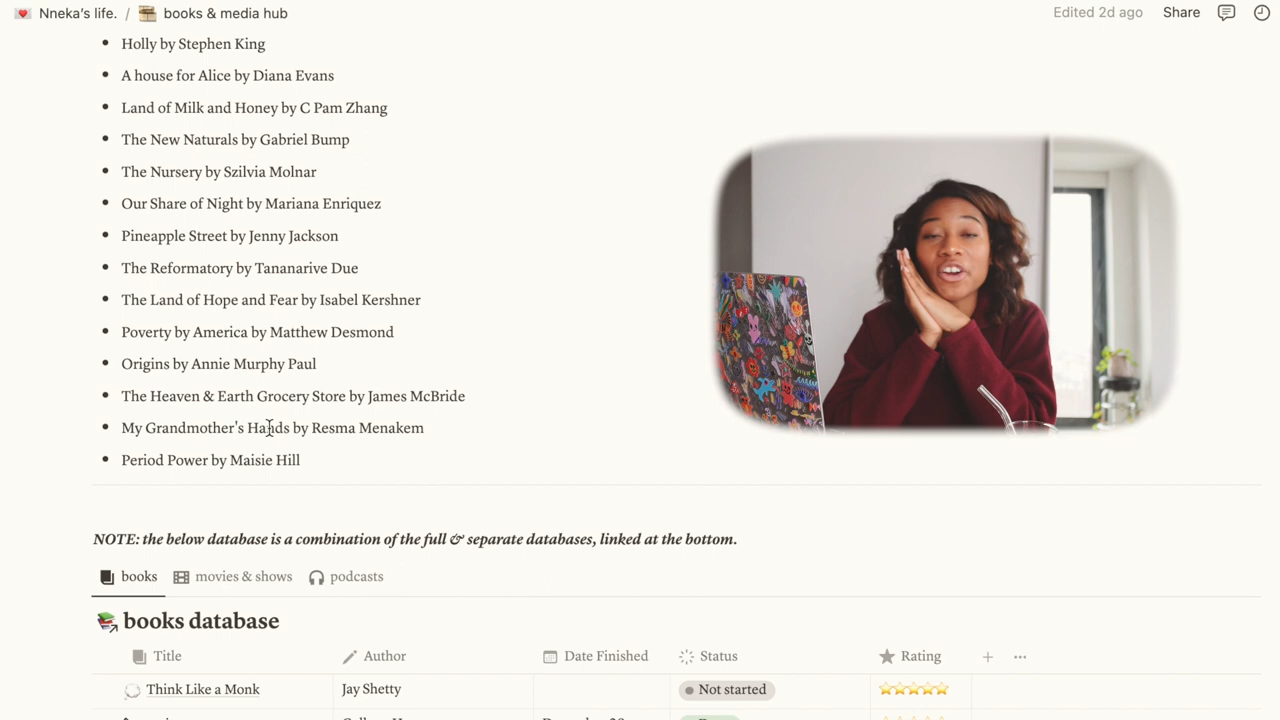 Nneka's life. / books & media hub Edited 2d ago Share
Holly by Stephen King
A house for Alice by Diana Evans
Land of Milk and Honey by C Pam Zhang
The New Naturals by Gabriel Bump
The Nursery by Szilvia Molnar
Our Share of Night by Mariana Enriquez
Pineapple Street by Jenny Jackson
The Reformatory by Tananarive Due
The Land of Hope and Fear by Isabel Kershner
Poverty by America by Matthew Desmond
Origins by Annie Murphy Paul
The Heaven & Earth Grocery Store by James McBride
My Grandmother's Hands by Resma Menakem
Period Power by Maisie Hill
NOTE: the below database is a combination of the full & separate databases, linked at the bottom.
books movies & shows podcasts
books database
Title Author Date Finished Status Rating
Think Like a Monk Jay Shetty Not started